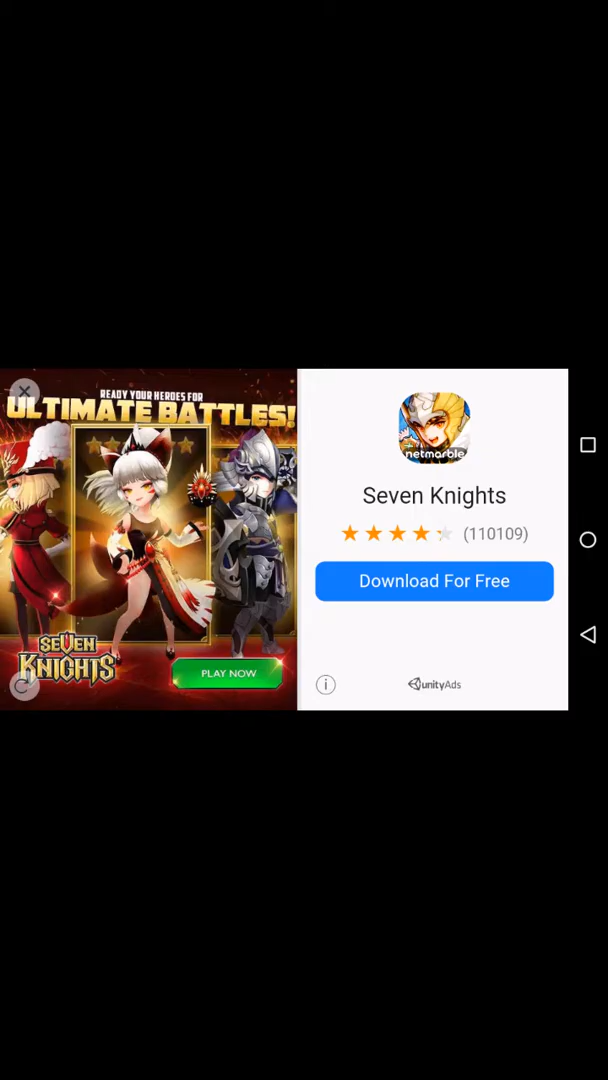 READY YOUR HEROES FOR
ULTIMATE BATTLES!
SEVEN
KNIGHTS
PLAY NOW
netmarble
Seven Knights
(110109)
Download For Free
i
unityAds